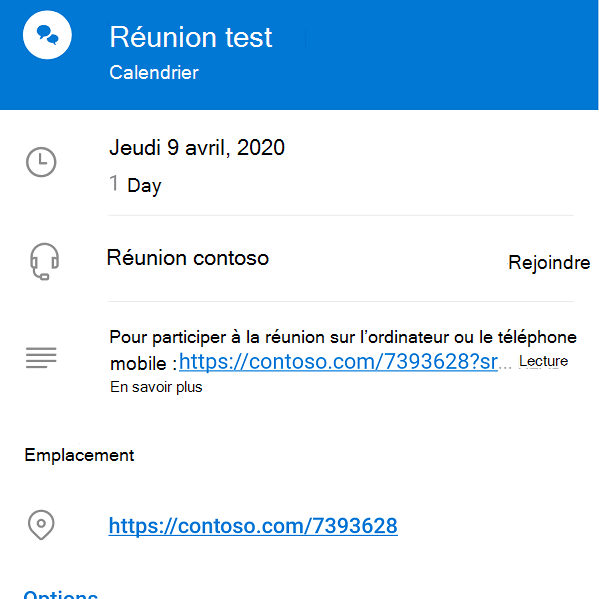 Réunion test
Calendrier
Jeudi 9 avril, 2020
1 Day
Réunion contoso
Rejoindre
Pour participer à la réunion sur l’ordinateur ou le téléphone
mobile :https://contoso.com/7393628?sr... Lecture
En savoir plus
Emplacement
https://contoso.com/7393628
Options